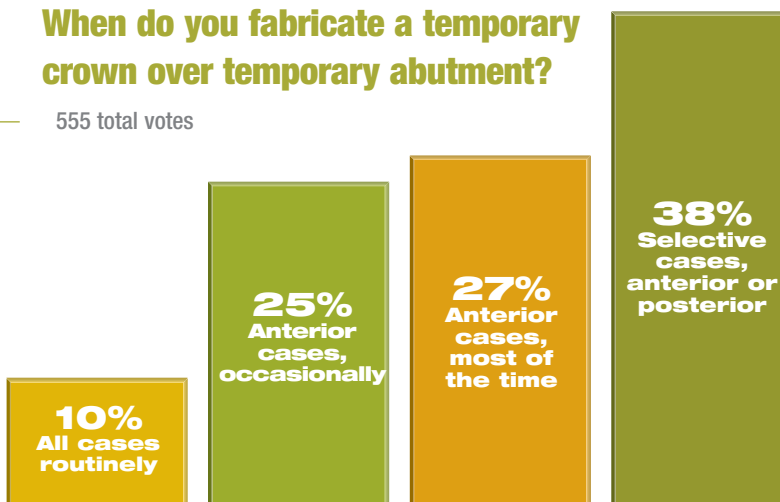 When do you fabricate a temporary
crown over temporary abutment?
555 total votes
10%
All cases
routinely
25%
Anterior
cases,
occasionally
27%
Anterior
cases,
most of
the time
38%
Selective
cases,
anterior or
posterior